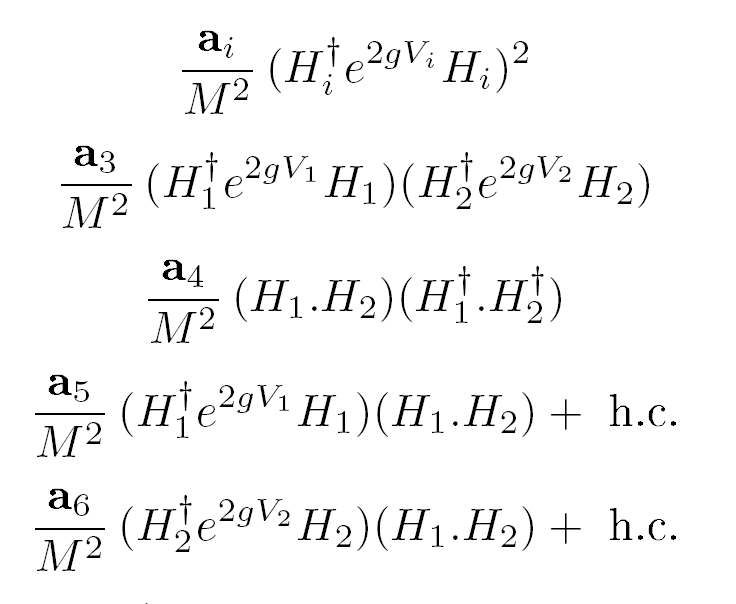 $\frac{\mathbf{a}_i}{M^2} (H_i^\dagger e^{2gV_i} H_i)^2$
$\frac{\mathbf{a}_3}{M^2} (H_1^\dagger e^{2gV_1} H_1)(H_2^\dagger e^{2gV_2} H_2)$
$\frac{\mathbf{a}_4}{M^2} (H_1.H_2)(H_1^\dagger.H_2^\dagger)$
$\frac{\mathbf{a}_5}{M^2} (H_1^\dagger e^{2gV_1} H_1)(H_1.H_2) + \text{ h.c.}$
$\frac{\mathbf{a}_6}{M^2} (H_2^\dagger e^{2gV_2} H_2)(H_1.H_2) + \text{ h.c.}$